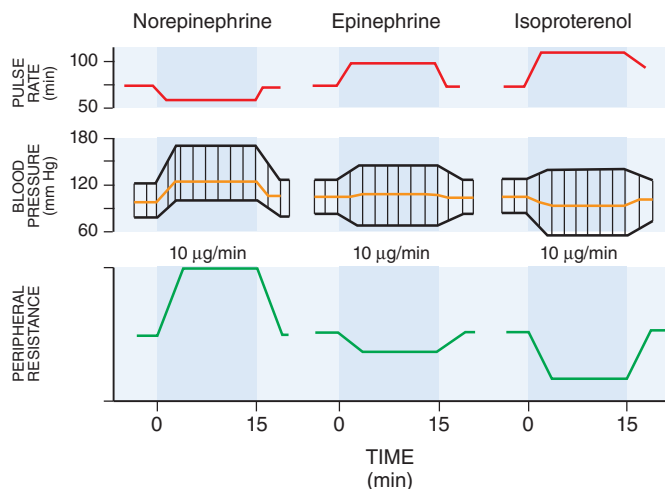 Norepinephrine Epinephrine Isoproterenol
PULSE
RATE
(min)
100
50
BLOOD
PRESSURE
(mm Hg)
180
120
60
10 µg/min 10 µg/min 10 µg/min
PERIPHERAL
RESISTANCE
0 15 0 15 0 15
TIME
(min)